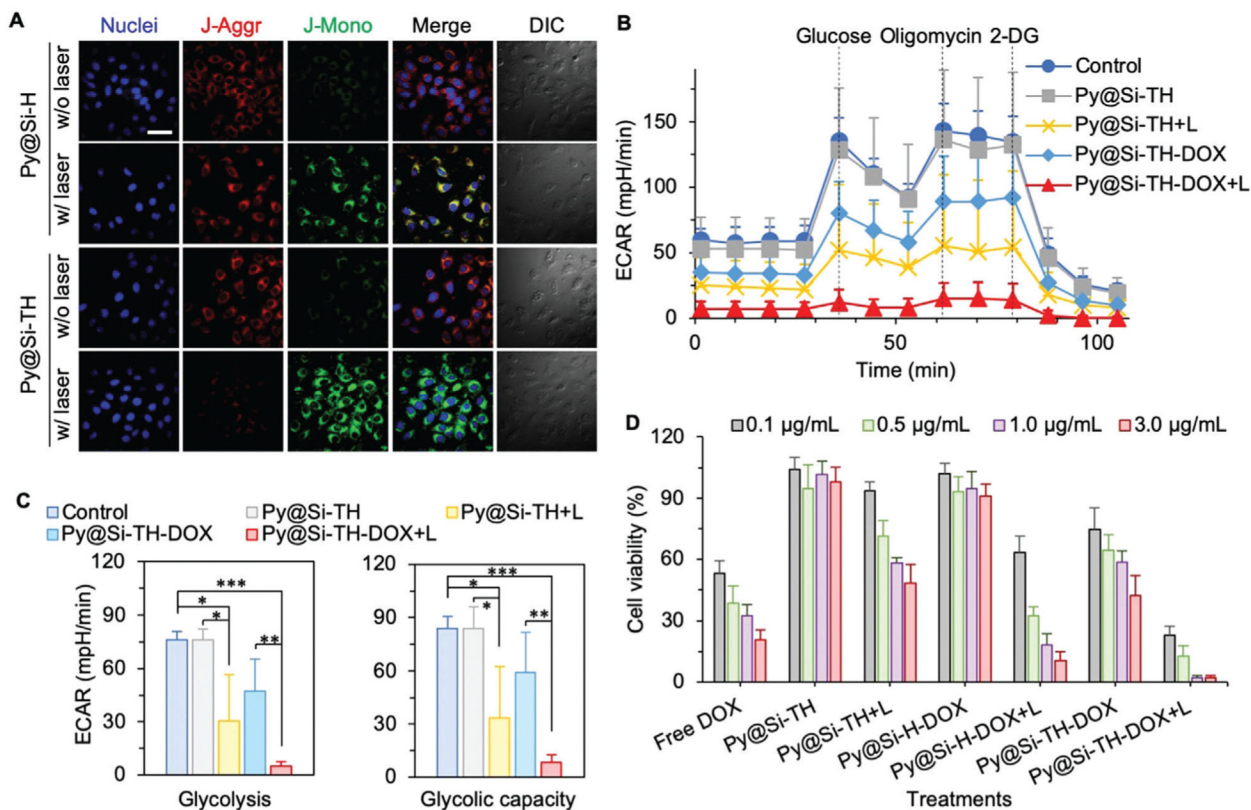 A
Nuclei J-Aggr J-Mono Merge DIC
Py@Si-H
w/o laser
w/ laser
Py@Si-TH
w/o laser
w/ laser
B
Glucose Oligomycin 2-DG
Control
Py@Si-TH
Py@Si-TH+L
Py@Si-TH-DOX
Py@Si-TH-DOX+L
ECAR (mpH/min)
150
100
50
0
0 50 100
Time (min)
C
Control Py@Si-TH Py@Si-TH+L
Py@Si-TH-DOX Py@Si-TH-DOX+L
ECAR (mpH/min)
120
90
60
30
0
***
*
*
**
Glycolysis
120
90
60
30
0
***
*
*
**
Glycolic capacity
D
0.1 µg/mL 0.5 µg/mL 1.0 µg/mL 3.0 µg/mL
Cell viability (%)
120
90
60
30
0
Free DOX
Py@Si-TH
Py@Si-TH+L
Py@Si-H-DOX
Py@Si-H-DOX+L
Py@Si-TH-DOX
Py@Si-TH-DOX+L
Treatments